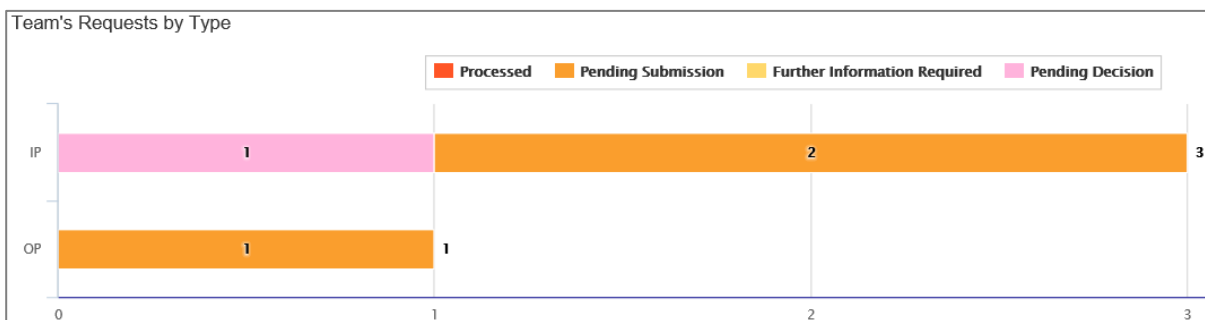 Team's Requests by Type
Processed Pending Submission Further Information Required Pending Decision
IP 1 2 3
OP 1 1
0 1 2 3